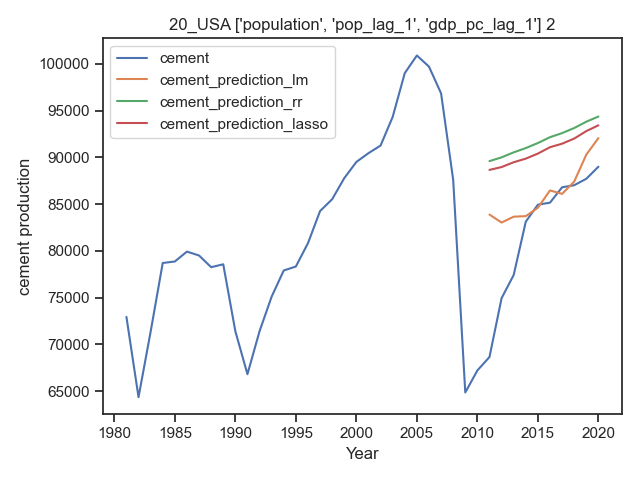 20_USA ['population', 'pop_lag_1', 'gdp_pc_lag_1'] 2
cement
cement_prediction_lm
cement_prediction_rr
cement_prediction_lasso
cement production
100000
95000
90000
85000
80000
75000
70000
65000
1980 1985 1990 1995 2000 2005 2010 2015 2020
Year